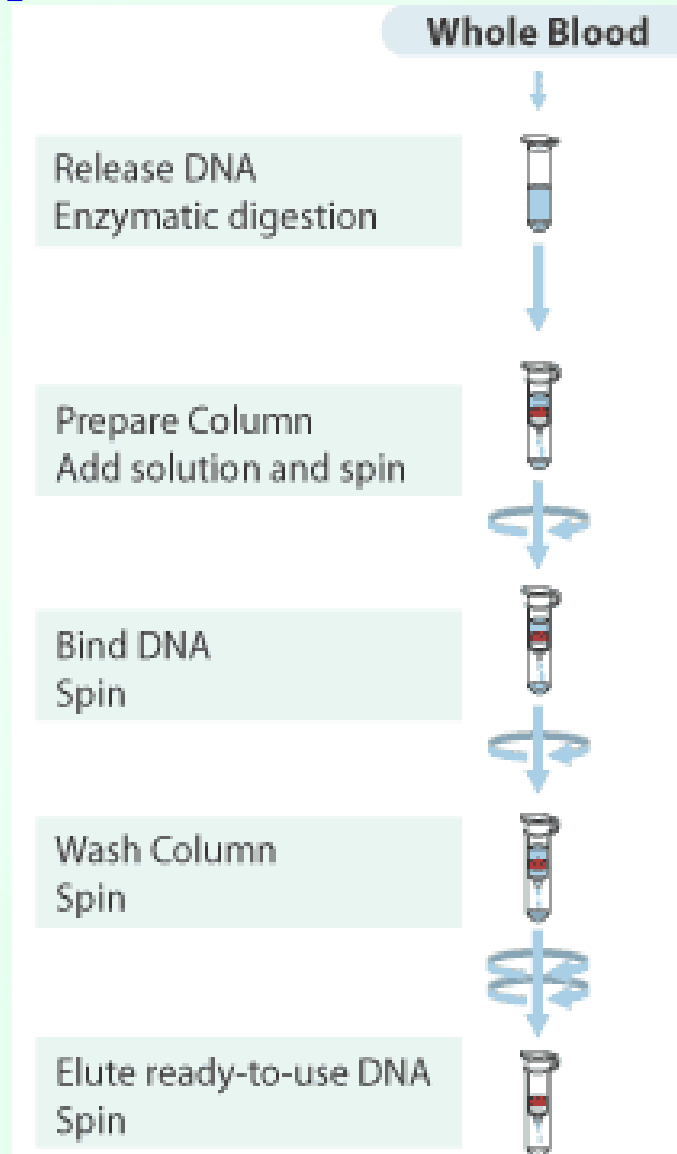 Whole Blood
Release DNA
Enzymatic digestion
Prepare Column
Add solution and spin
Bind DNA
Spin
Wash Column
Spin
Elute ready-to-use DNA
Spin